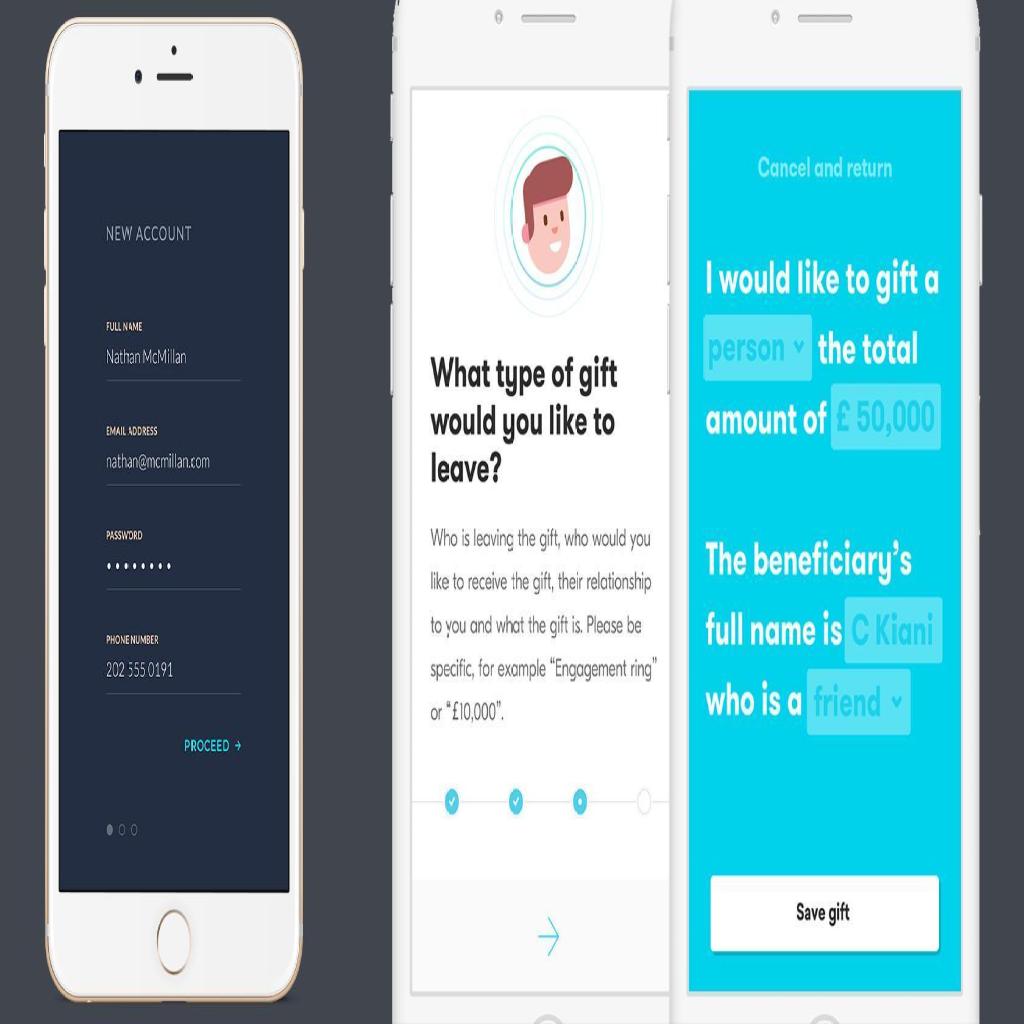 NEW ACCOUNT
FULL NAME
Nathan McMillan
EMAIL ADDRESS
nathan@mcmillan.com
PASSWORD
PHONE NUMBER
202 555 0191
PROCEED →
What type of gift
would you like to
leave?
Who is leaving the gift, who would you
like to receive the gift, their relationship
to you and what the gift is. Please be
specific, for example “Engagement ring”
or “£10,000”.
Cancel and return
I would like to gift a
person the total
amount of £ 50,000
The beneficiary’s
full name is C Kiani
who is a friend
Save gift